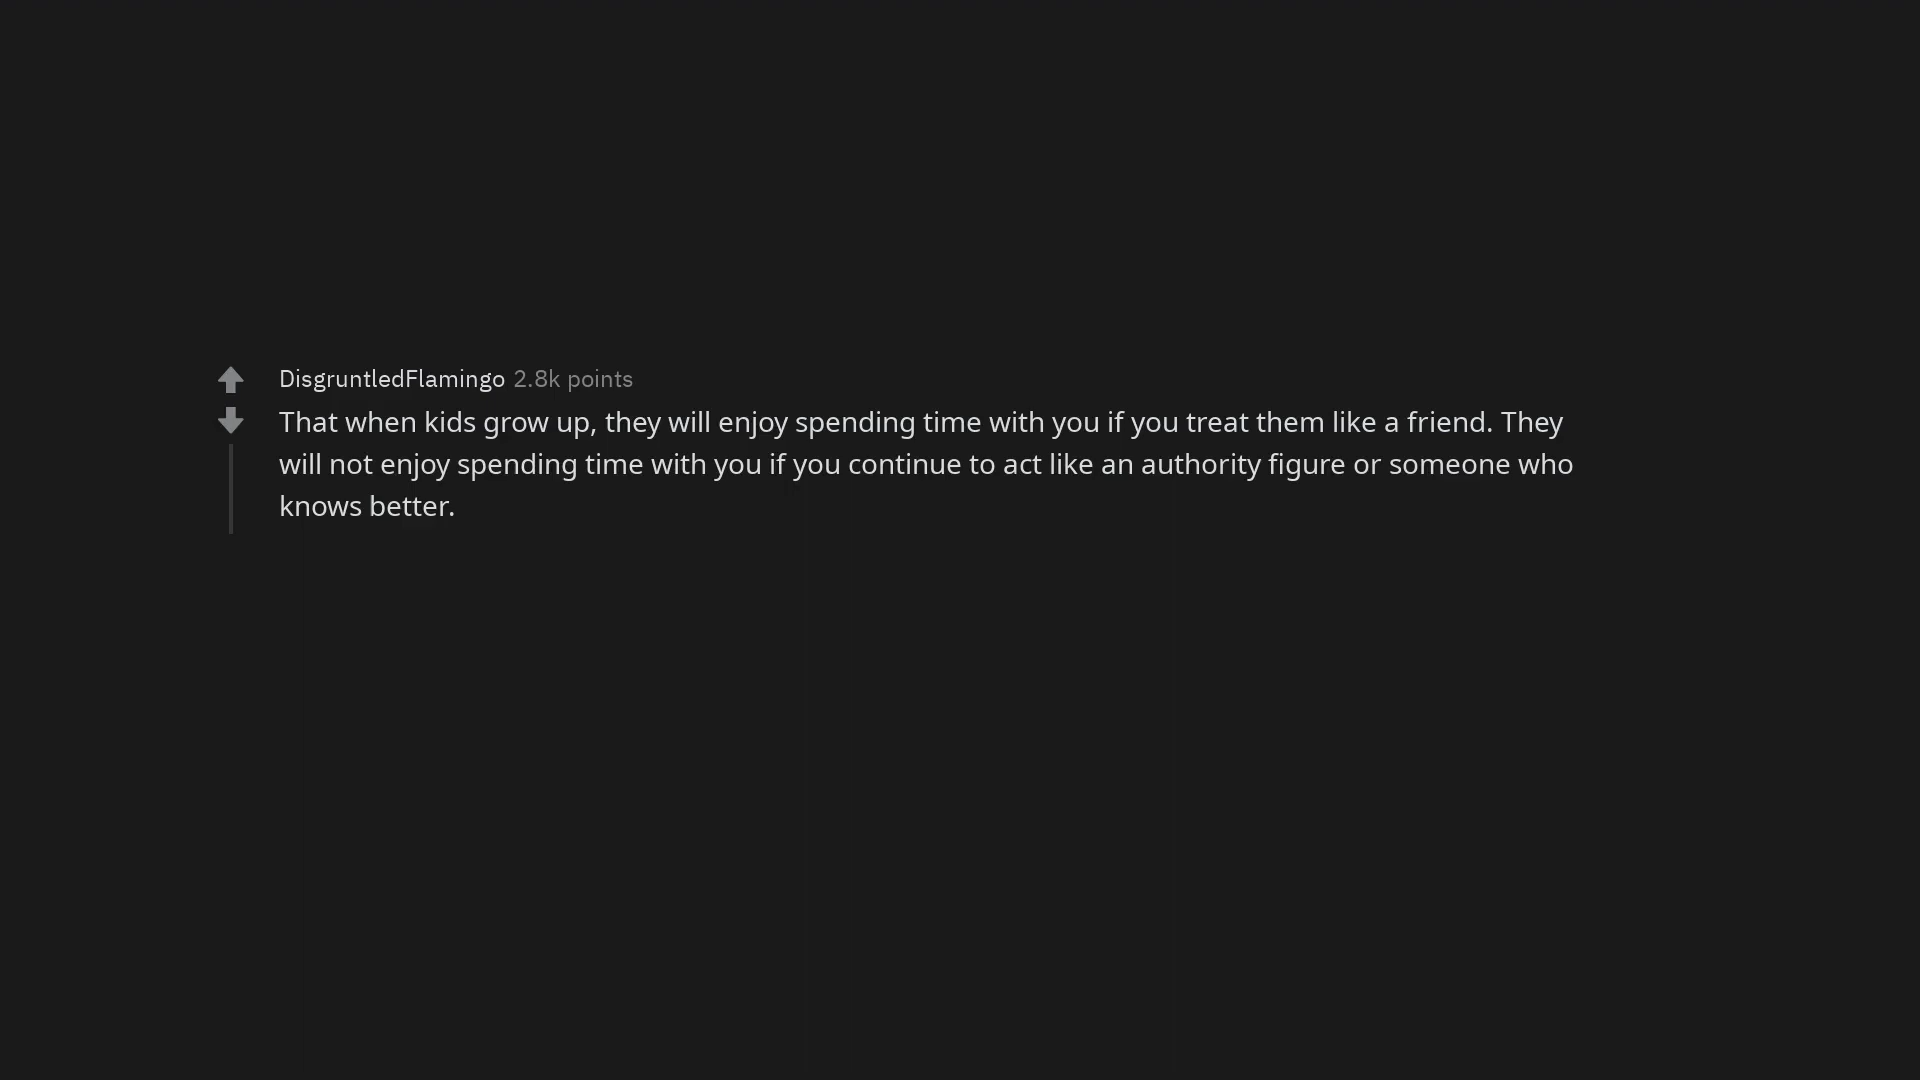 DisgruntledFlamingo 2.8k points
That when kids grow up, they will enjoy spending time with you if you treat them like a friend. They
will not enjoy spending time with you if you continue to act like an authority figure or someone who
knows better.